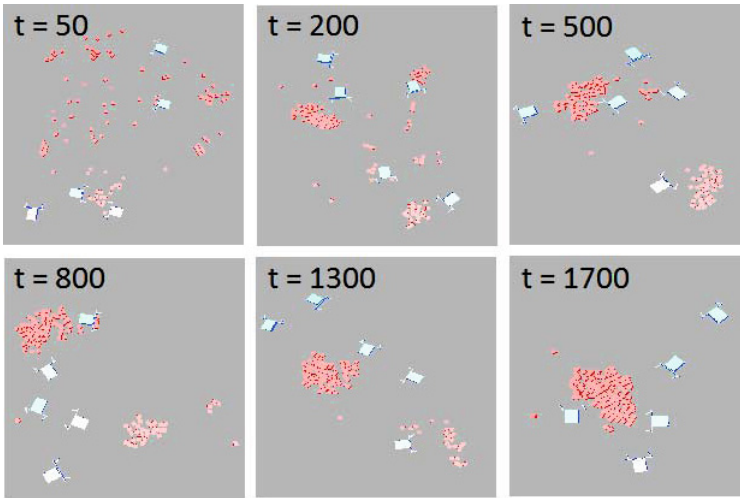 t = 50
t = 200
t = 500
t = 800
t = 1300
t = 1700